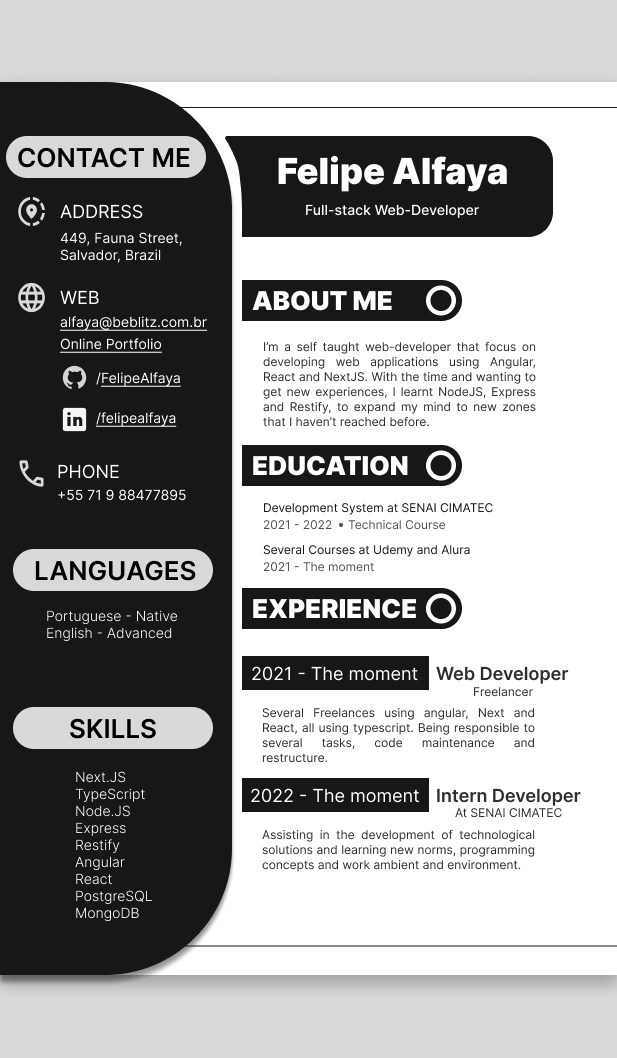 CONTACT ME
ADDRESS
449, Fauna Street,
Salvador, Brazil
WEB
alfaya@beblitz.com.br
Online Portfolio
/FelipeAlfaya
/felipealfaya
PHONE
+55 71 9 88477895
LANGUAGES
Portuguese - Native
English - Advanced
SKILLS
Next.JS
TypeScript
Node.JS
Express
Restify
Angular
React
PostgreSQL
MongoDB
Felipe Alfaya
Full-stack Web-Developer
ABOUT ME
I'm a self taught web-developer that focus on
developing web applications using Angular,
React and NextJS. With the time and wanting to
get new experiences, I learnt NodeJS, Express
and Restify, to expand my mind to new zones
that I haven't reached before.
EDUCATION
Development System at SENAI CIMATEC
2021 - 2022 • Technical Course
Several Courses at Udemy and Alura
2021 - The moment
EXPERIENCE
2021 - The moment Web Developer
Freelancer
Several Freelances using angular, Next and
React, all using typescript. Being responsible to
several tasks, code maintenance and
restructure.
2022 - The moment Intern Developer
At SENAI CIMATEC
Assisting in the development of technological
solutions and learning new norms, programming
concepts and work ambient and environment.